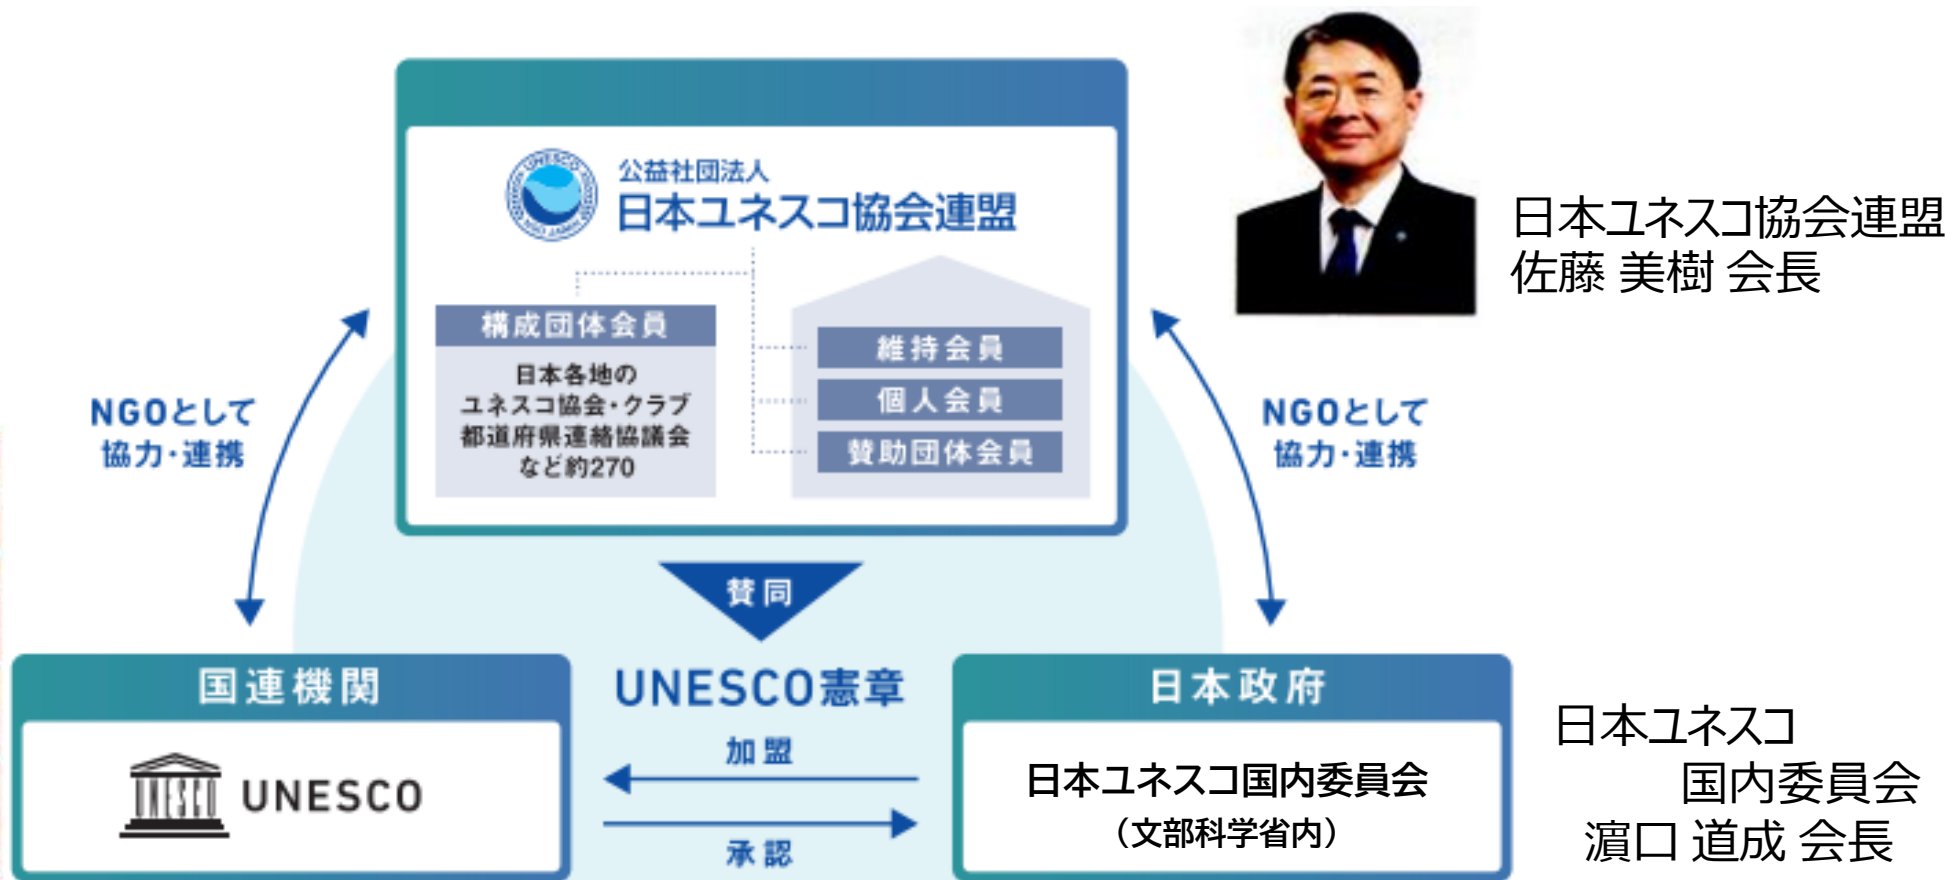 公益社団法人
日本ユネスコ協会連盟
構成団体会員
日本各地の
ユネスコ協会・クラブ
都道府県連絡協議会
など約270
維持会員
個人会員
賛助団体会員
日本ユネスコ協会連盟
佐藤 美樹 会長
NGOとして
協力・連携
NGOとして
協力・連携
賛同
UNESCO憲章
加盟
承認
国連機関
UNESCO
日本政府
日本ユネスコ国内委員会
（文部科学省内）
日本ユネスコ
国内委員会
濵口 道成 会長